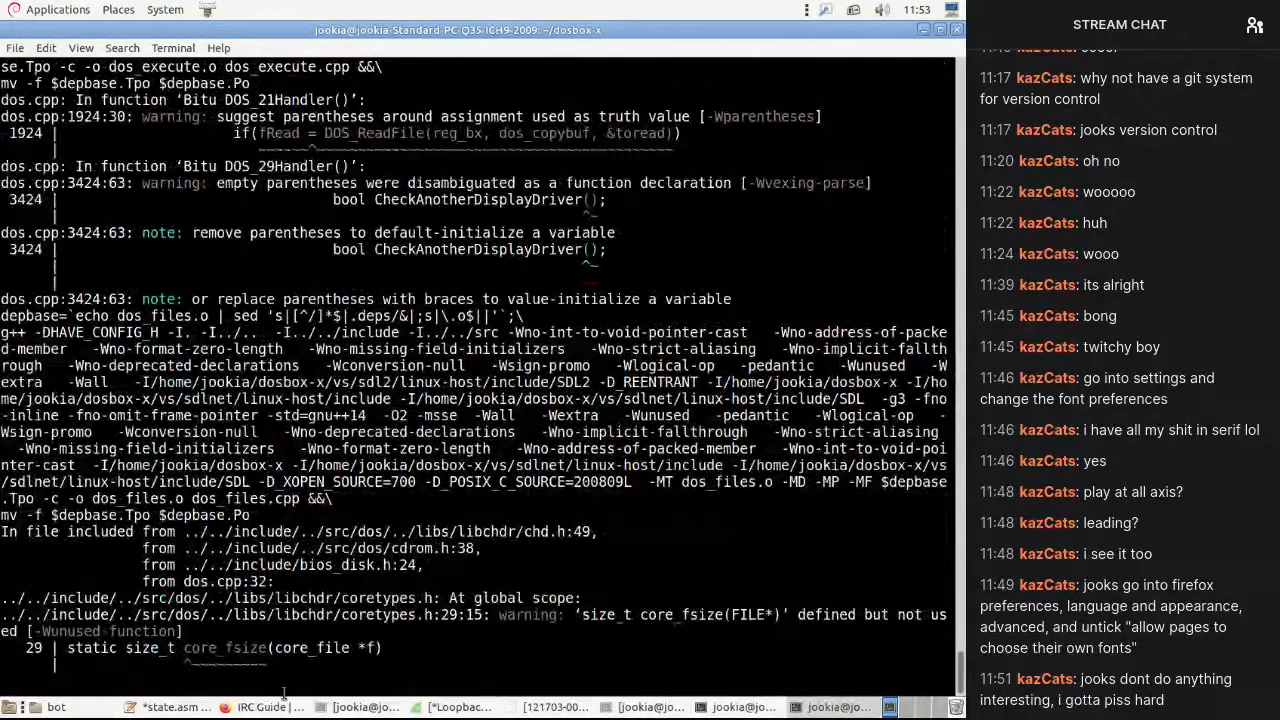 Applications Places System 11:53
jookia@jookia-Standard-PC-Q35-ICH9-2009: ~/dosbox-x
File Edit View Search Terminal Help
se.Tpo -c -o dos_execute.o dos_execute.cpp &&\
mv -f $depbase.Tpo $depbase.Po
dos.cpp: In function ‘Bitu DOS_21Handler()’:
dos.cpp:1924:30: warning: suggest parentheses around assignment used as truth value [-Wparentheses]
1924 | if(fRead = DOS_ReadFile(reg_bx, dos_copybuf, &toread))
| ~~~~~~^~~~~~~~~~~~~~~~~~~~~~~~~~~~~~~~~~~~~~~~~~~~
dos.cpp: In function ‘Bitu DOS_29Handler()’:
dos.cpp:3424:63: warning: empty parentheses were disambiguated as a function declaration [-Wvexing-parse]
3424 | bool CheckAnotherDisplayDriver();
| ^~
dos.cpp:3424:63: note: remove parentheses to default-initialize a variable
3424 | bool CheckAnotherDisplayDriver();
| ^~
|
dos.cpp:3424:63: note: or replace parentheses with braces to value-initialize a variable
depbase=`echo dos_files.o | sed 's|[^/]*$|.deps/&|;s|\.o$||'`;\
g++ -DHAVE_CONFIG_H -I. -I../.. -I../../include -I../../src -Wno-int-to-void-pointer-cast -Wno-address-of-packe
d-member -Wno-format-zero-length -Wno-missing-field-initializers -Wno-strict-aliasing -Wno-implicit-fallth
rough -Wno-deprecated-declarations -Wconversion-null -Wsign-promo -Wlogical-op -pedantic -Wunused -W
extra -Wall -I/home/jookia/dosbox-x/vs/sdl2/linux-host/include/SDL2 -D_REENTRANT -I/home/jookia/dosbox-x -I/ho
me/jookia/dosbox-x/vs/sdlnet/linux-host/include -I/home/jookia/dosbox-x/vs/sdlnet/linux-host/include/SDL -g3 -fno
-inline -fno-omit-frame-pointer -std=gnu++14 -O2 -msse -Wall -Wextra -Wunused -pedantic -Wlogical-op -
Wsign-promo -Wconversion-null -Wno-deprecated-declarations -Wno-implicit-fallthrough -Wno-strict-aliasing
-Wno-missing-field-initializers -Wno-format-zero-length -Wno-address-of-packed-member -Wno-int-to-void-poi
nter-cast -I/home/jookia/dosbox-x -I/home/jookia/dosbox-x/vs/sdlnet/linux-host/include -I/home/jookia/dosbox-x/vs
/sdlnet/linux-host/include/SDL -D_XOPEN_SOURCE=700 -D_POSIX_C_SOURCE=200809L -MT dos_files.o -MD -MP -MF $depbase
.Tpo -c -o dos_files.o dos_files.cpp &&\
mv -f $depbase.Tpo $depbase.Po
In file included from ../../include/../src/dos/../libs/libchdr/chd.h:49,
from ../../include/../src/dos/cdrom.h:38,
from ../../include/bios_disk.h:24,
from dos.cpp:32:
../../include/../src/dos/../libs/libchdr/coretypes.h: At global scope:
../../include/../src/dos/../libs/libchdr/coretypes.h:29:15: warning: ‘size_t core_fsize(FILE*)’ defined but not us
ed [-Wunused-function]
29 | static size_t core_fsize(core_file *f)
| ^~~~~~~~~~
bot *state.asm ... IRC Guide | ... [jookia@jo... [*Loopbac... [121703-00... [jookia@jo... jookia@jo... jookia@jo...
STREAM CHAT
11:17 kazCats: why not have a git system
for version control
11:17 kazCats: jooks version control
11:20 kazCats: oh no
11:22 kazCats: wooooo
11:22 kazCats: huh
11:24 kazCats: wooo
11:39 kazCats: its alright
11:45 kazCats: bong
11:45 kazCats: twitchy boy
11:46 kazCats: go into settings and
change the font preferences
11:46 kazCats: i have all my shit in serif lol
11:46 kazCats: yes
11:48 kazCats: play at all axis?
11:48 kazCats: leading?
11:48 kazCats: i see it too
11:49 kazCats: jooks go into firefox
preferences, language and appearance,
advanced, and untick "allow pages to
choose their own fonts"
11:51 kazCats: jooks dont do anything
interesting, i gotta piss hard